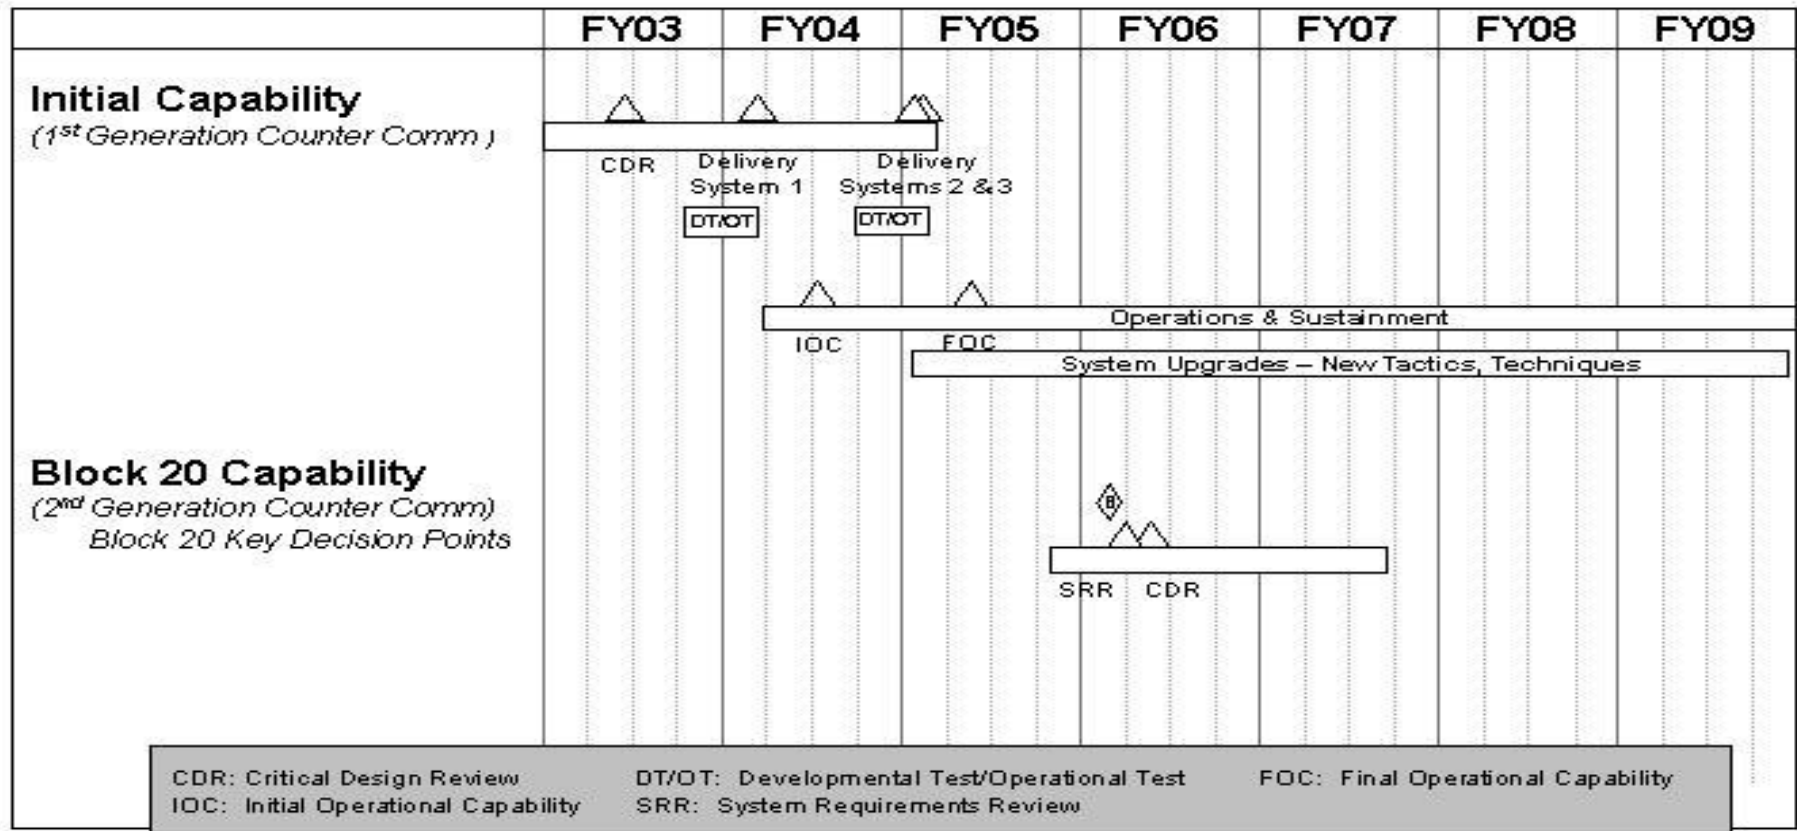 FY03 FY04 FY05 FY06 FY07 FY08 FY09
Initial Capability
(1st Generation Counter Comm )
CDR
Delivery
System 1
Delivery
Systems 2 & 3
DT/OT
DT/OT
Operations & Sustainment
IOC
FOC
System Upgrades – New Tactics, Techniques
Block 20 Capability
(2nd Generation Counter Comm)
Block 20 Key Decision Points
B
SRR CDR
CDR: Critical Design Review DT/OT: Developmental Test/Operational Test FOC: Final Operational Capability
IOC: Initial Operational Capability SRR: System Requirements Review